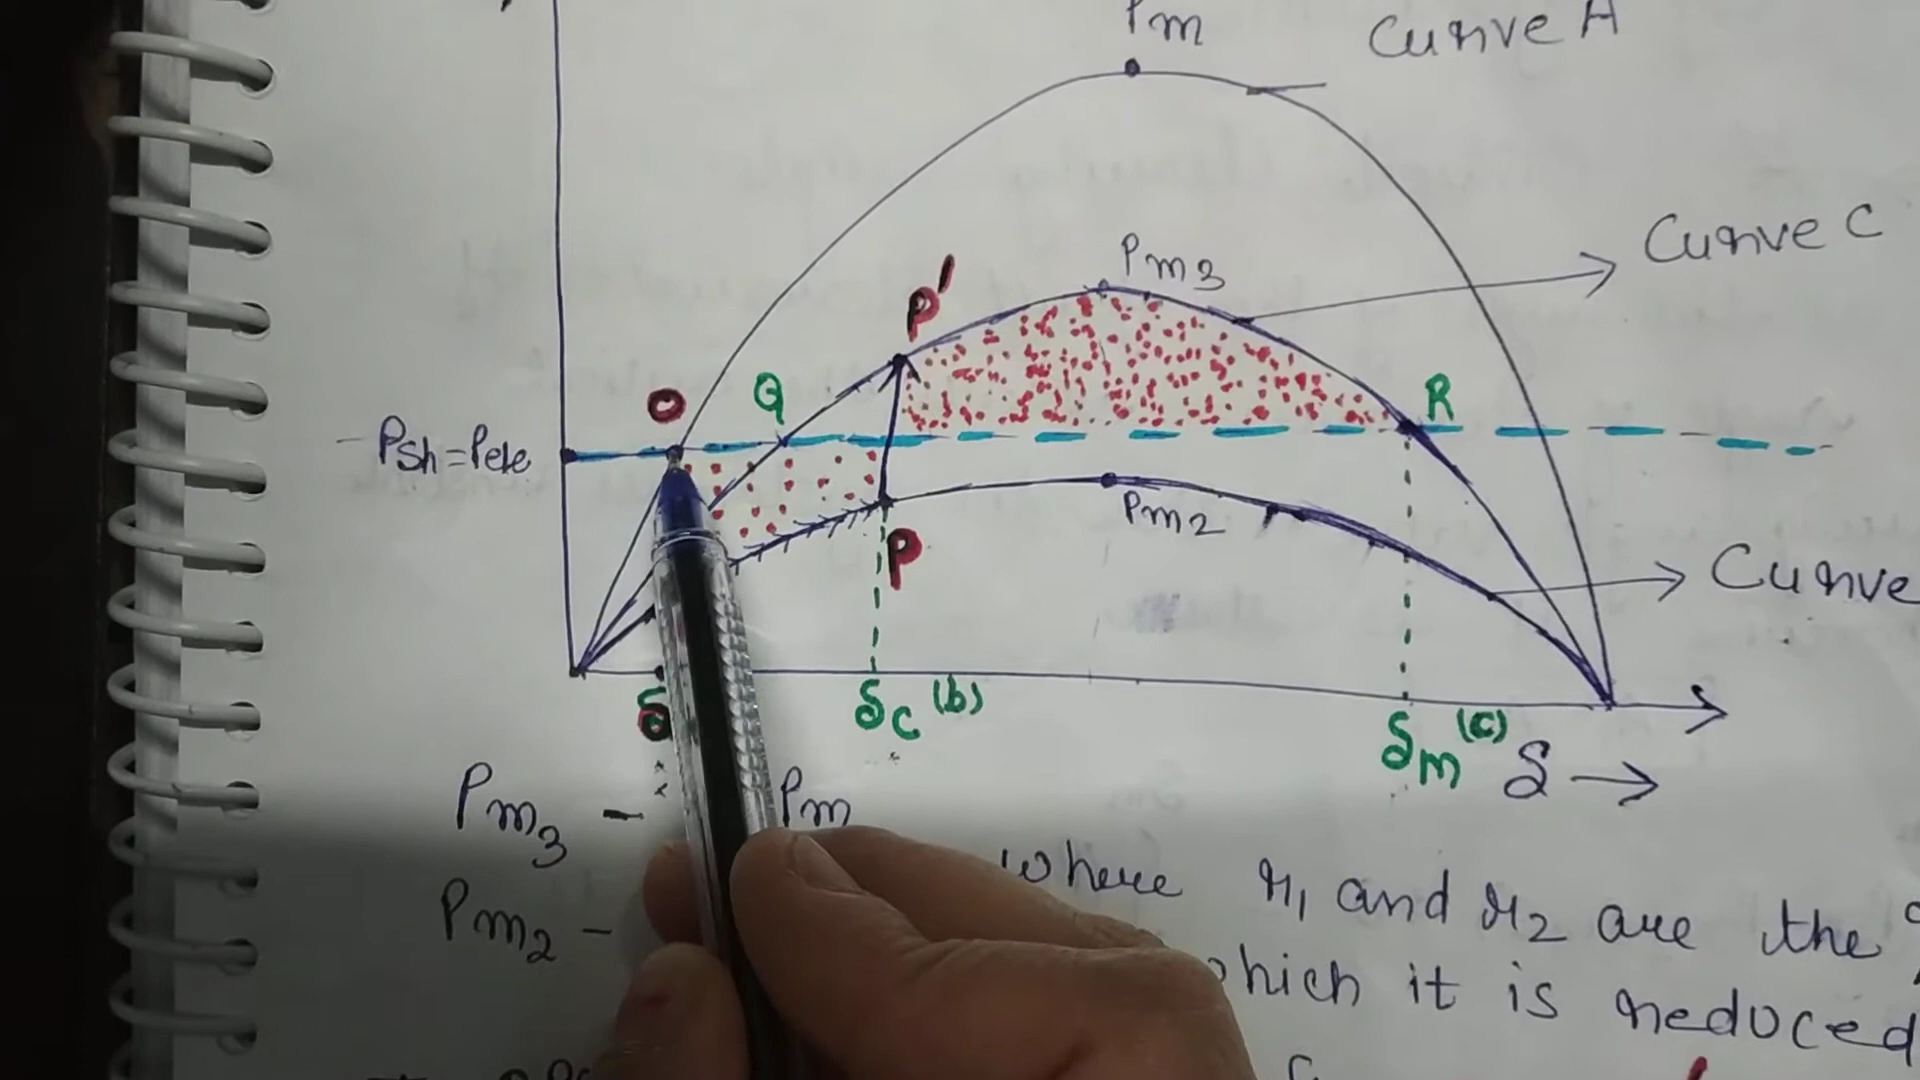 Pm
Curve A
Curve C
Pm3
P'
O
Q
R
Psh=Pele
Pm2
P
Curve
δc (b)
δm (c)
δ
Pm3 - Pm
Pm2 -
where r1 and r2 are the
which it is reduced